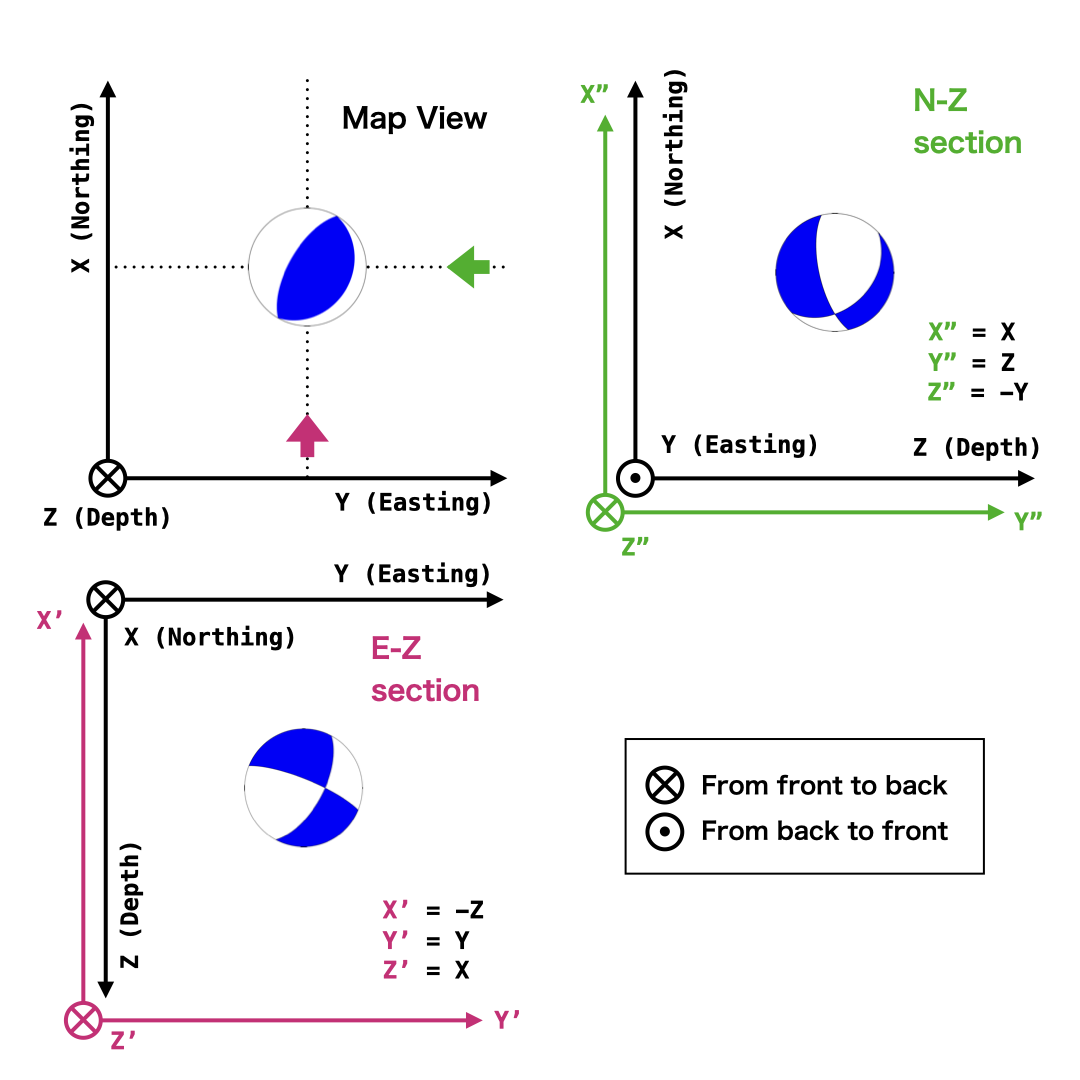 Map View
X (Northing)
Z (Depth)
Y (Easting)
X”
X (Northing)
N-Z
section
X” = X
Y” = Z
Z” = -Y
Y (Easting)
Z (Depth)
Y”
Z”
Y (Easting)
X’
X (Northing)
E-Z
section
Z (Depth)
X’ = -Z
Y’ = Y
Z’ = X
Z’
Y’
From front to back
From back to front